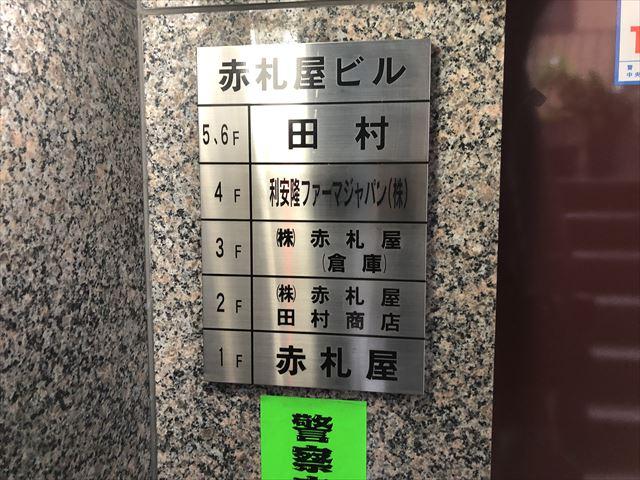 赤札屋ビル
5、6F 田村
4F 利安隆ファーマジャパン(株)
3F ㈱ 赤札屋
(倉庫)
2F ㈱ 赤札屋
田村商店
1F 赤札屋
警察
中央